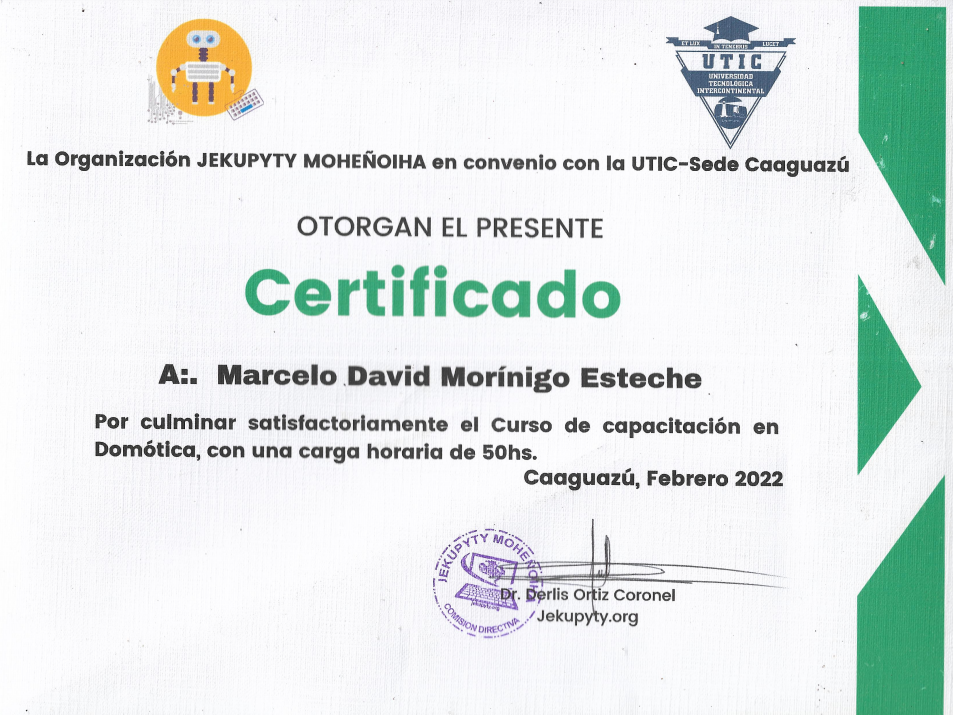 ET LUX IN TENEBRIS LUCET
UTIC
UNIVERSIDAD
TECNOLÓGICA
INTERCONTINENTAL
La Organización JEKUPYTY MOHEÑOIHA en convenio con la UTIC-Sede Caaguazú
OTORGAN EL PRESENTE
Certificado
A:. Marcelo David Morínigo Esteche
Por culminar satisfactoriamente el Curso de capacitación en
Domótica, con una carga horaria de 50hs.
Caaguazú, Febrero 2022
JEKUPYTY MOHEÑOIHA
COMISION DIRECTIVA
Dr. Derlis Ortiz Coronel
Jekupyty.org